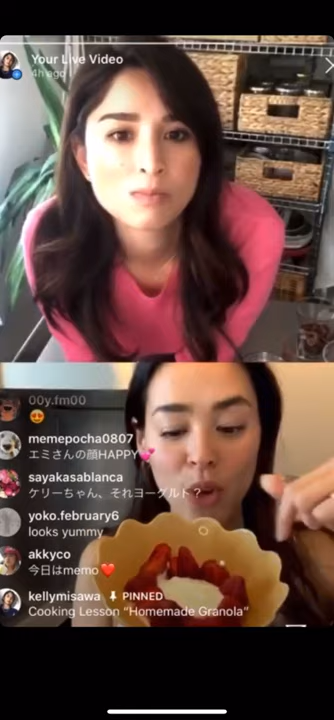 Your Live Video
4h ago
00y.fm00
😍
memepocha0807
エミさんの顔HAPPY💕
sayakasablanca
ケリーちゃん、それヨーグルト？
yoko.february6
looks yummy
akkyco
今日はmemo❤️
kellymisawa 📌 PINNED
Cooking Lesson “Homemade Granola”